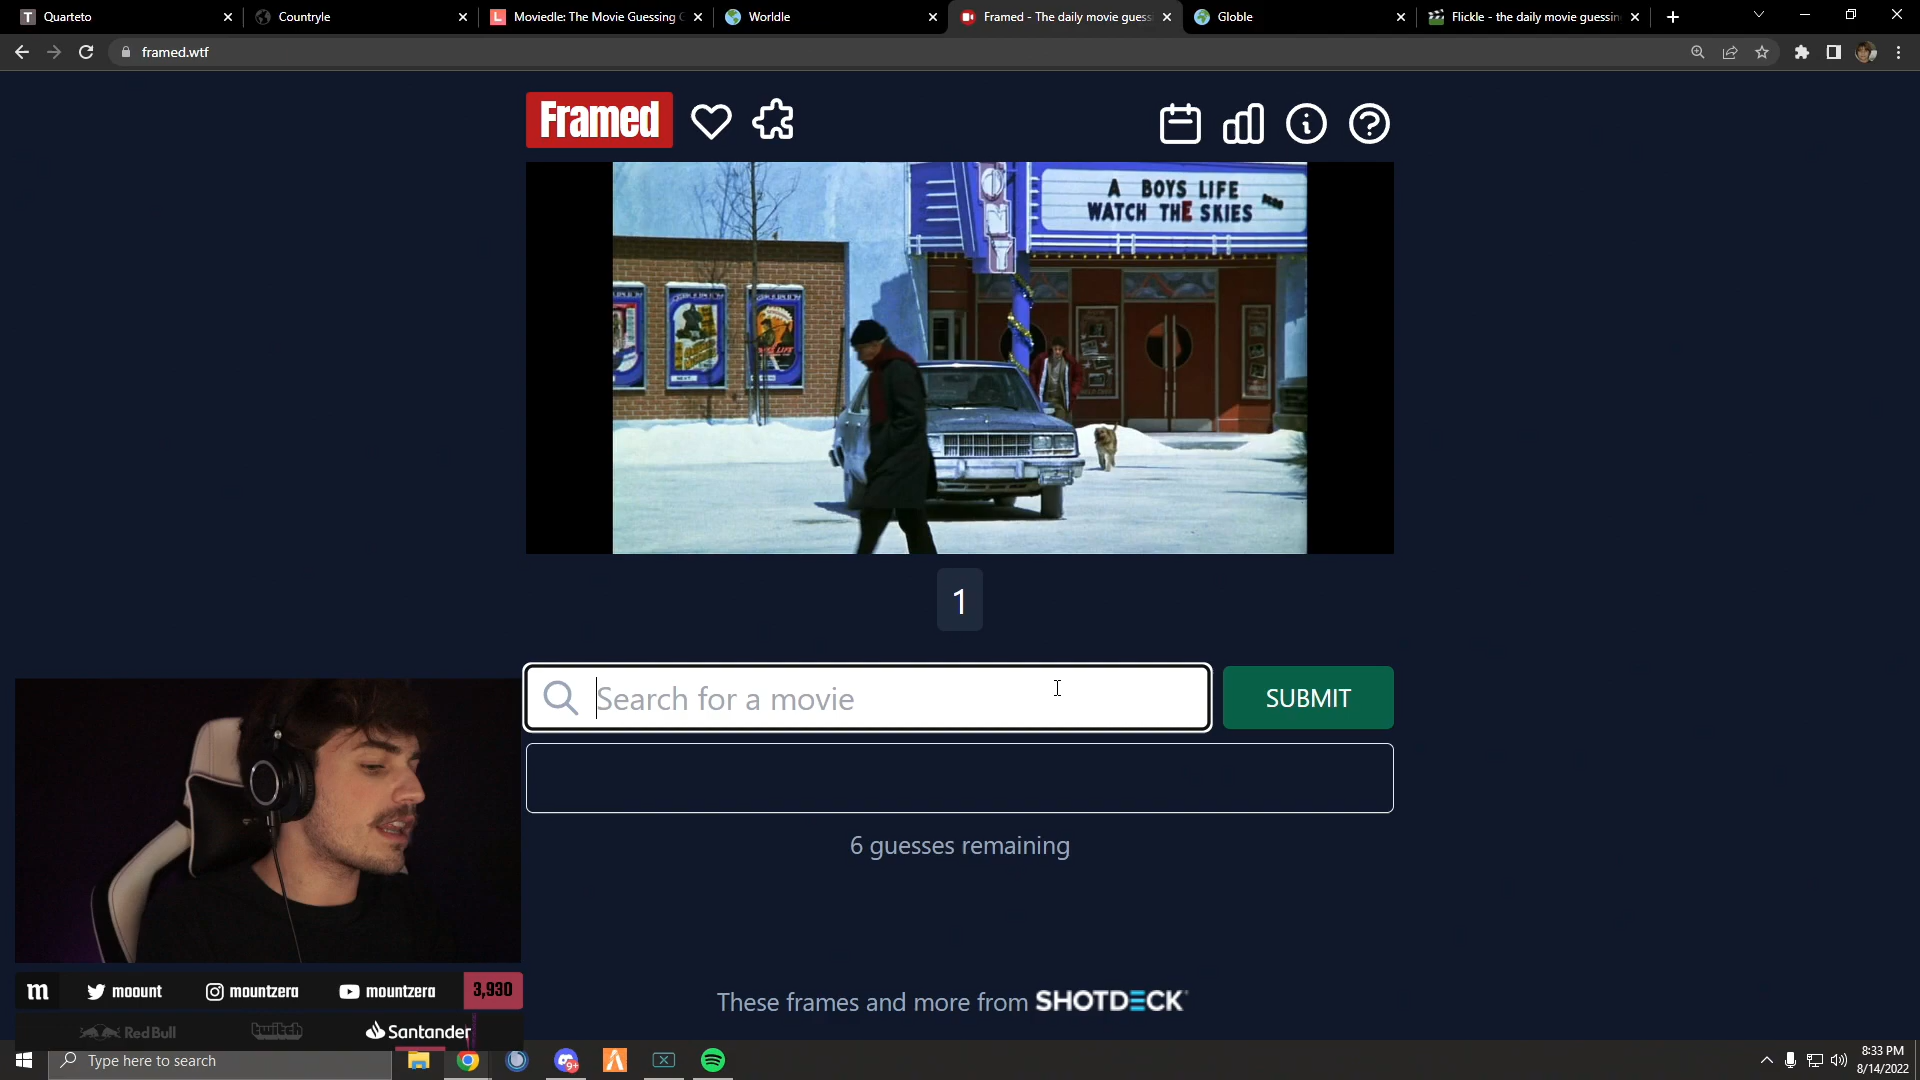 Quarteto
Countryle
Moviedle: The Movie Guessing
Worldle
Framed - The daily movie guess
Globle
Flickle - the daily movie guessin
framed.wtf
Framed
A BOYS LIFE
WATCH THE SKIES
1
Search for a movie
SUBMIT
6 guesses remaining
These frames and more from SHOTDECK
m moount mountzera mountzera 3,930
Red Bull twitch Santander
Type here to search
8:33 PM
8/14/2022